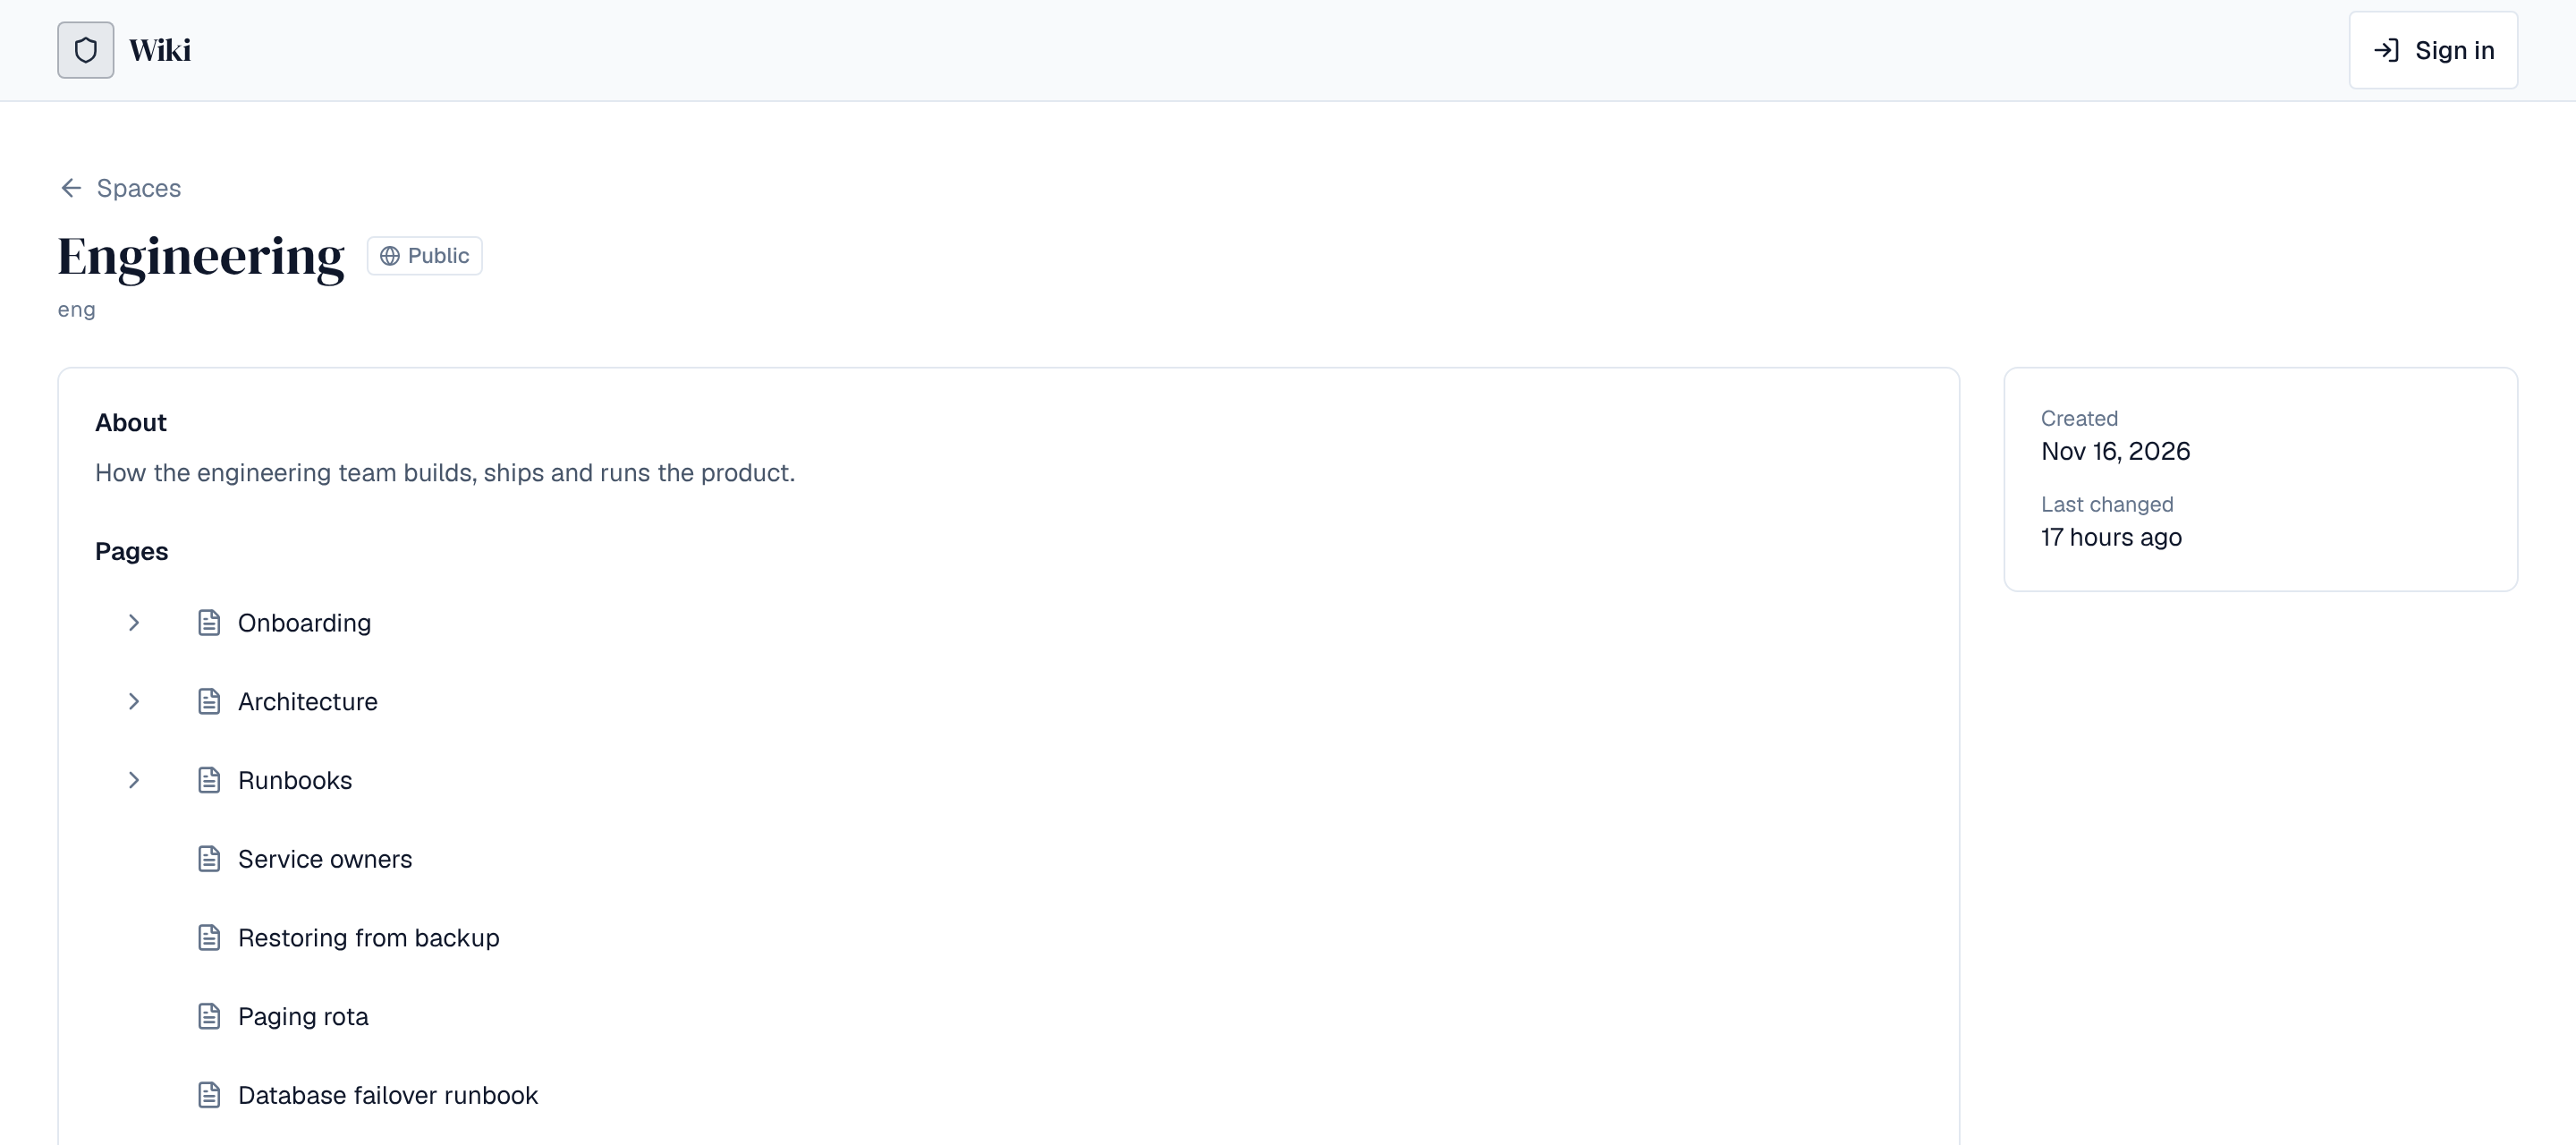 Wiki
Sign in
Spaces
Engineering
Public
eng
About
How the engineering team builds, ships and runs the product.
Pages
Onboarding
Architecture
Runbooks
Service owners
Restoring from backup
Paging rota
Database failover runbook
Created
Nov 16, 2026
Last changed
17 hours ago